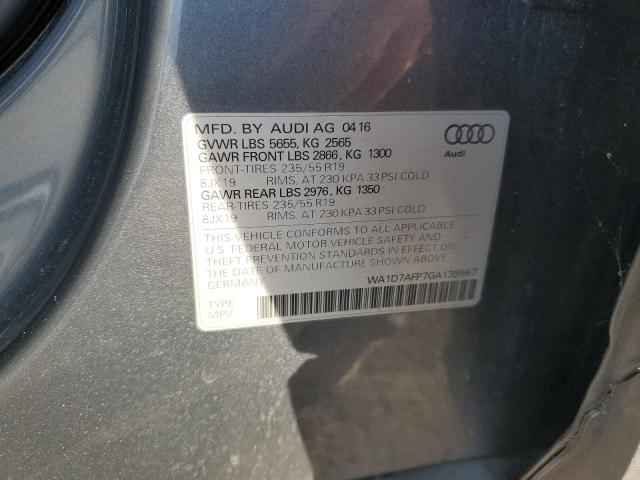 MFD. BY AUDI AG 0416
GVWR LBS 5655, KG 2565
GAWR FRONT LBS 2866, KG 1300
FRONT-TIRES 235/55 R19
8JX19 RIMS, AT 230 KPA 33 PSI COLD
GAWR REAR LBS 2976, KG 1350
REAR-TIRES 235/55 R19
8JX19 RIMS, AT 230 KPA 33 PSI COLD
Audi
THIS VEHICLE CONFORMS TO ALL APPLICABLE
U.S. FEDERAL MOTOR VEHICLE SAFETY AND
THEFT PREVENTION STANDARDS IN EFFECT ON
THE DATE OF MANUFACTURE SHOWN ABOVE.
GERMANY
WA1D7AFP7GA139967
TYPE:
MPV